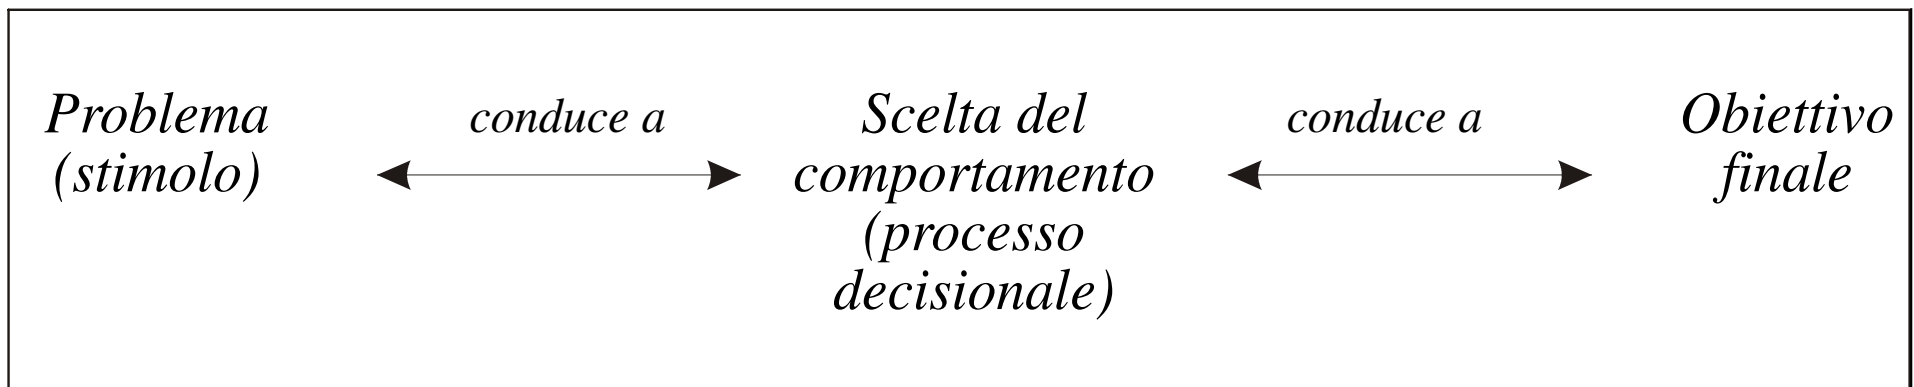 Problema
(stimolo)
conduce a
Scelta del
comportamento
(processo
decisionale)
conduce a
Obiettivo
finale